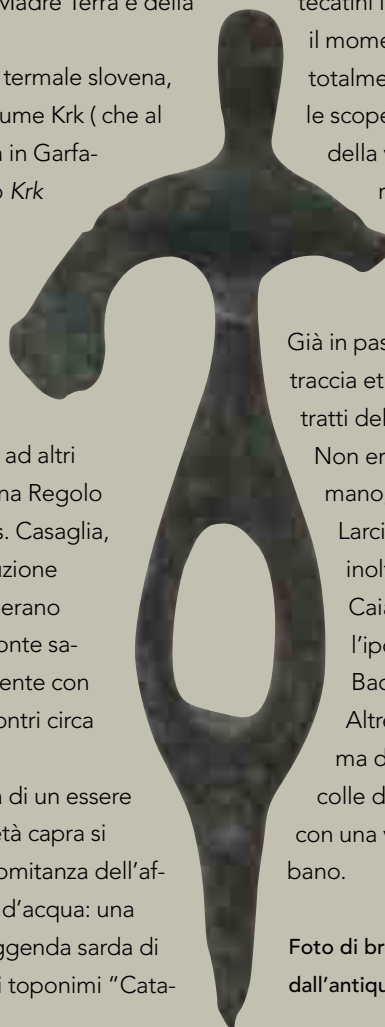 Madre Terra e della
termale slovena,
ume Krk ( che al
in Garfa-
o Krk
ad altri
na Regolo
s. Casaglia,
uzione
erano
onte sa-
ente con
ontri circa
a di un essere
età capra si
omitanza dell’af-
d’acqua: una
ggenda sarda di
i toponimi “Cata-
tecatini
il mome
totalme
le scope
della v
Già in pas
traccia et
tratti del
Non er
mano
Larci
inol
Caia
l’ipo
Bac
Altre
ma d
colle d
con una v
bano.
Foto di br
dall’antiqu